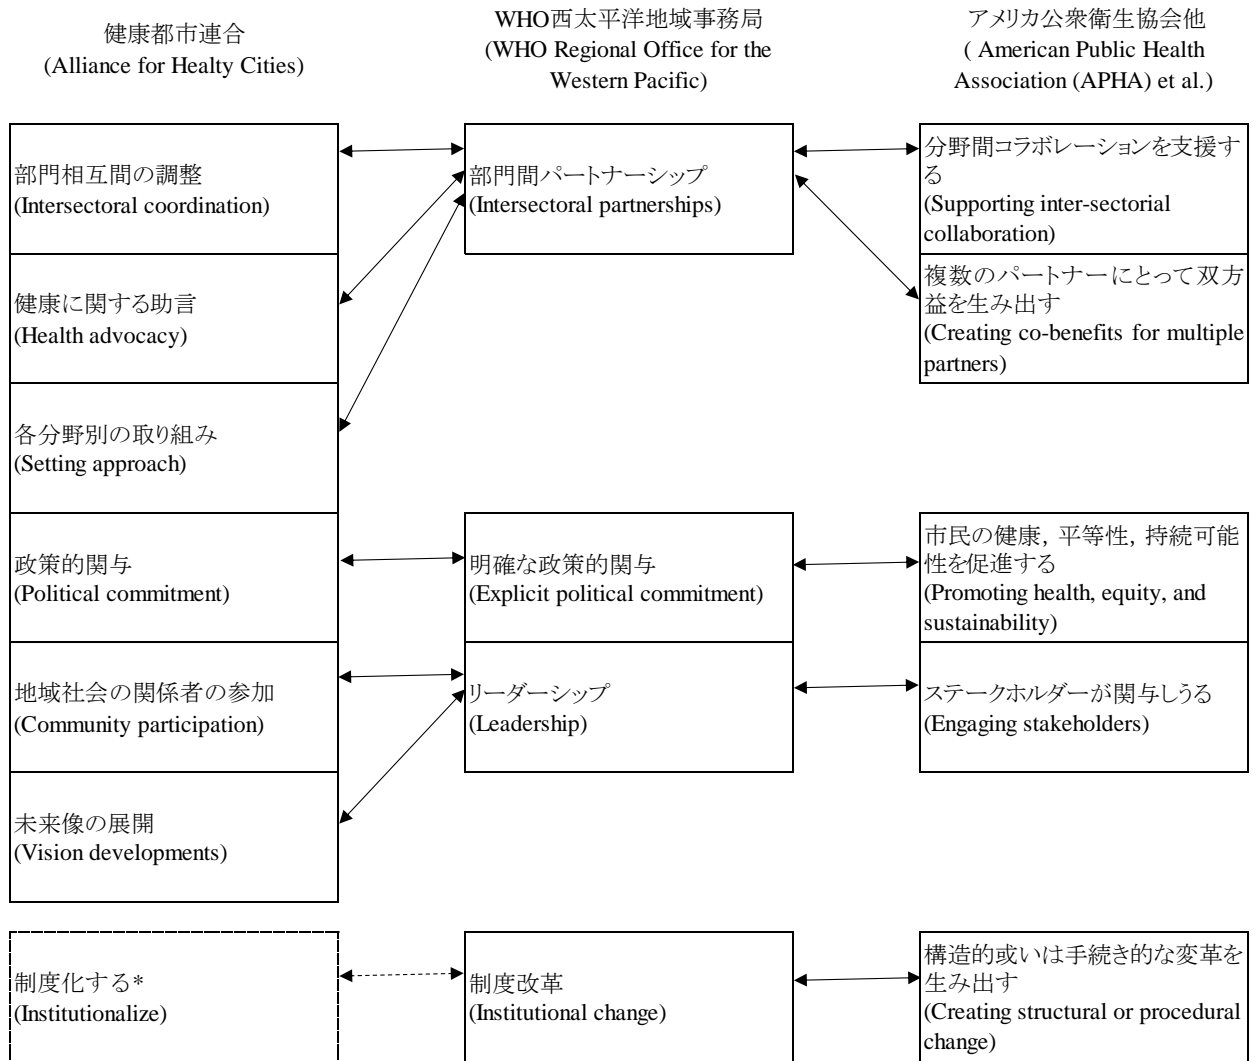 健康都市連合
(Alliance for Healty Cities)
WHO西太平洋地域事務局
(WHO Regional Office for the
Western Pacific)
アメリカ公衆衛生協会他
( American Public Health
Association (APHA) et al.)
部門相互間の調整
(Intersectoral coordination)
健康に関する助言
(Health advocacy)
各分野別の取り組み
(Setting approach)
政策的関与
(Political commitment)
地域社会の関係者の参加
(Community participation)
未来像の展開
(Vision developments)
制度化する*
(Institutionalize)
部門間パートナーシップ
(Intersectoral partnerships)
明確な政策的関与
(Explicit political commitment)
リーダーシップ
(Leadership)
制度改革
(Institutional change)
分野間コラボレーションを支援す
る
(Supporting inter-sectorial
collaboration)
複数のパートナーにとって双方
益を生み出す
(Creating co-benefits for multiple
partners)
市民の健康，平等性，持続可能
性を促進する
(Promoting health, equity, and
sustainability)
ステークホルダーが関与しうる
(Engaging stakeholders)
構造的或いは手続き的な変革を
生み出す
(Creating structural or procedural
change)